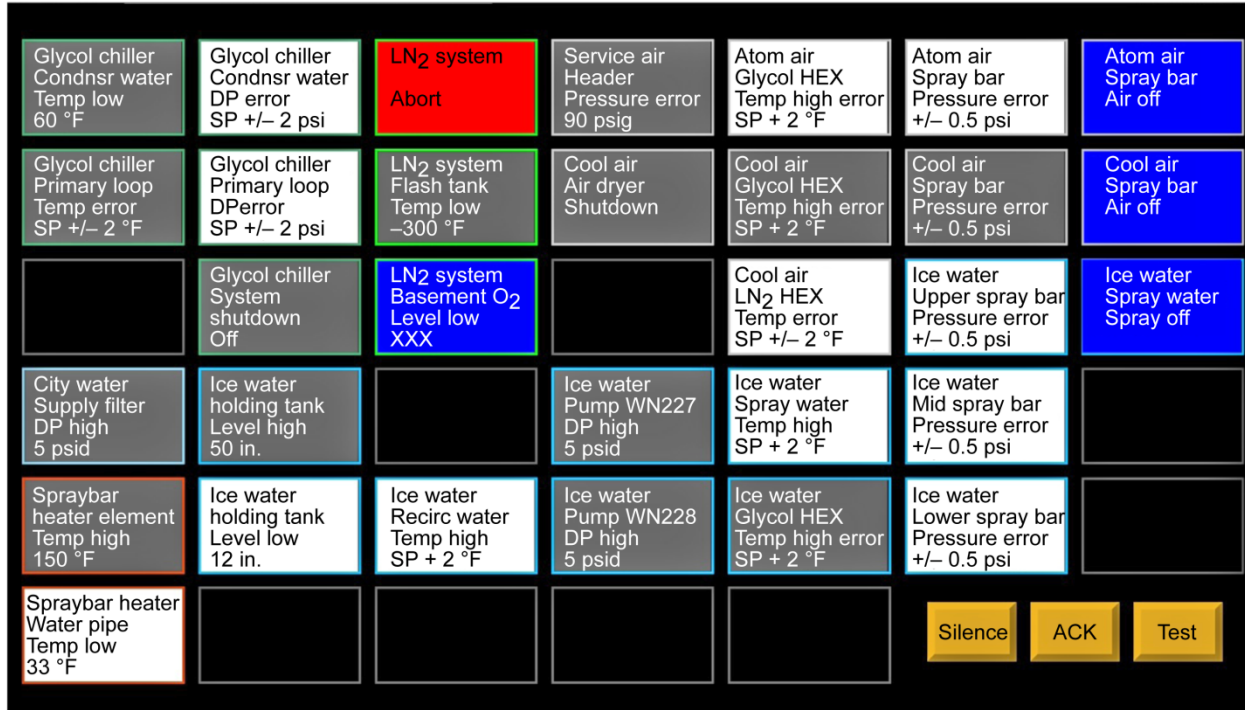 Glycol chiller
Condnsr water
Temp low
60 °F
Glycol chiller
Condnsr water
DP error
SP +/– 2 psi
LN2 system
Abort
Service air
Header
Pressure error
90 psig
Atom air
Glycol HEX
Temp high error
SP + 2 °F
Atom air
Spray bar
Pressure error
+/– 0.5 psi
Atom air
Spray bar
Air off
Glycol chiller
Primary loop
Temp error
SP +/– 2 °F
Glycol chiller
Primary loop
DPerror
SP +/– 2 psi
LN2 system
Flash tank
Temp low
–300 °F
Cool air
Air dryer
Shutdown
Cool air
Glycol HEX
Temp high error
SP + 2 °F
Cool air
Spray bar
Pressure error
+/– 0.5 psi
Cool air
Spray bar
Air off
Glycol chiller
System
shutdown
Off
LN2 system
Basement O2
Level low
XXX
Cool air
LN2 HEX
Temp error
SP +/– 2 °F
Ice water
Upper spray bar
Pressure error
+/– 0.5 psi
Ice water
Spray water
Spray off
City water
Supply filter
DP high
5 psid
Ice water
holding tank
Level high
50 in.
Ice water
Pump WN227
DP high
5 psid
Ice water
Spray water
Temp high
SP + 2 °F
Ice water
Mid spray bar
Pressure error
+/– 0.5 psi
Spraybar
heater element
Temp high
150 °F
Ice water
holding tank
Level low
12 in.
Ice water
Recirc water
Temp high
SP + 2 °F
Ice water
Pump WN228
DP high
5 psid
Ice water
Glycol HEX
Temp high error
SP + 2 °F
Ice water
Lower spray bar
Pressure error
+/– 0.5 psi
Spraybar heater
Water pipe
Temp low
33 °F
Silence
ACK
Test